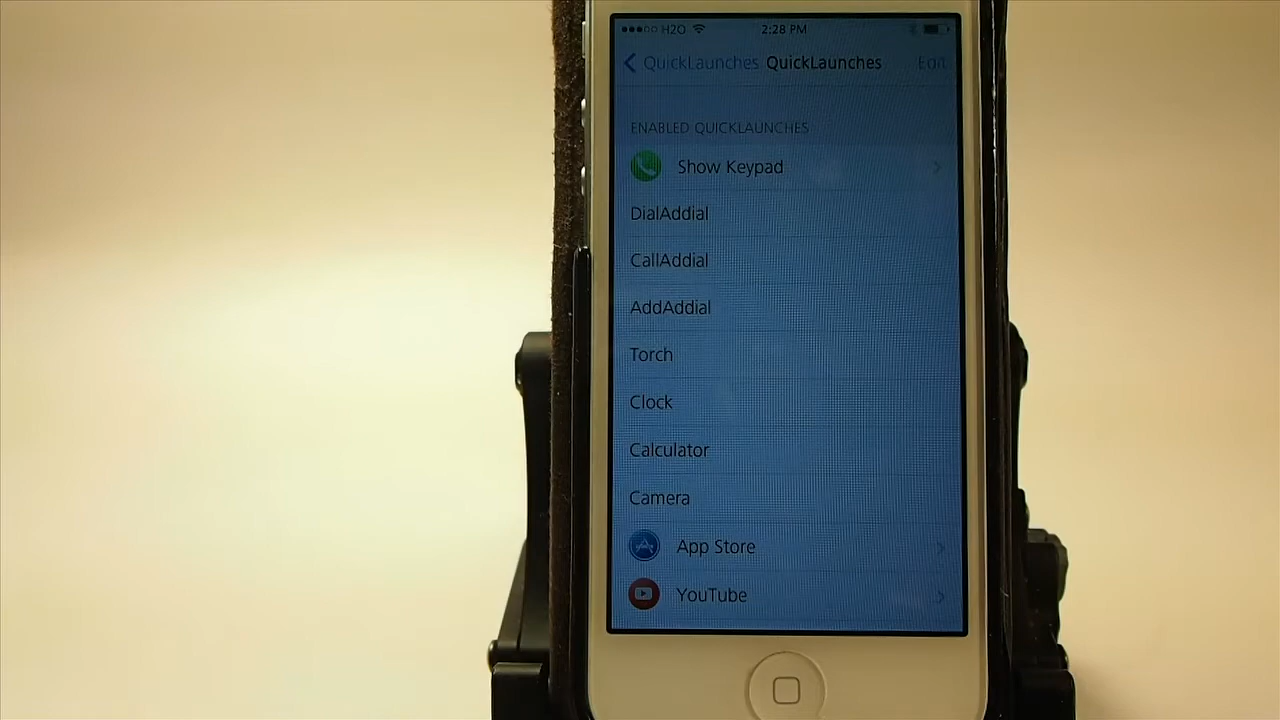 H2O 2:28 PM
QuickLaunches QuickLaunches Edit
ENABLED QUICKLAUNCHES
Show Keypad
DialAddial
CallAddial
AddAddial
Torch
Clock
Calculator
Camera
App Store
YouTube